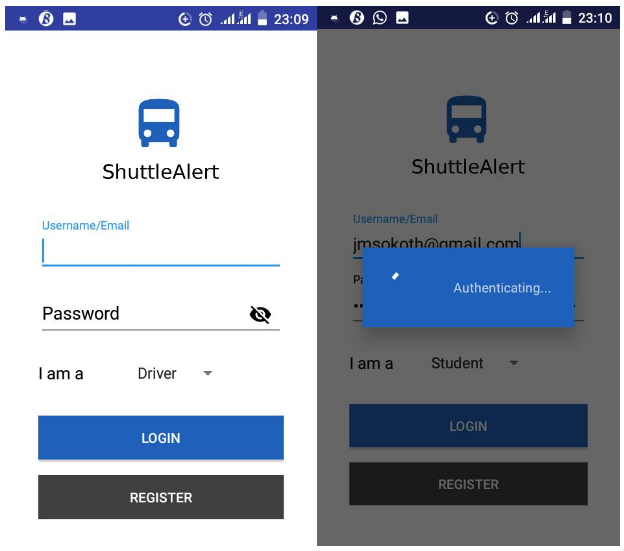 23:09
ShuttleAlert
Username/Email
Password
I am a
Driver
LOGIN
REGISTER
E
23:10
ShuttleAlert
Username/Email
jmsokoth@gmail.com
Pa
Authenticating...
I am a
Student
LOGIN
REGISTER